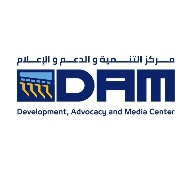 مركز التنمية و الدعم و الإعلام
DAM
Development, Advocacy and Media Center